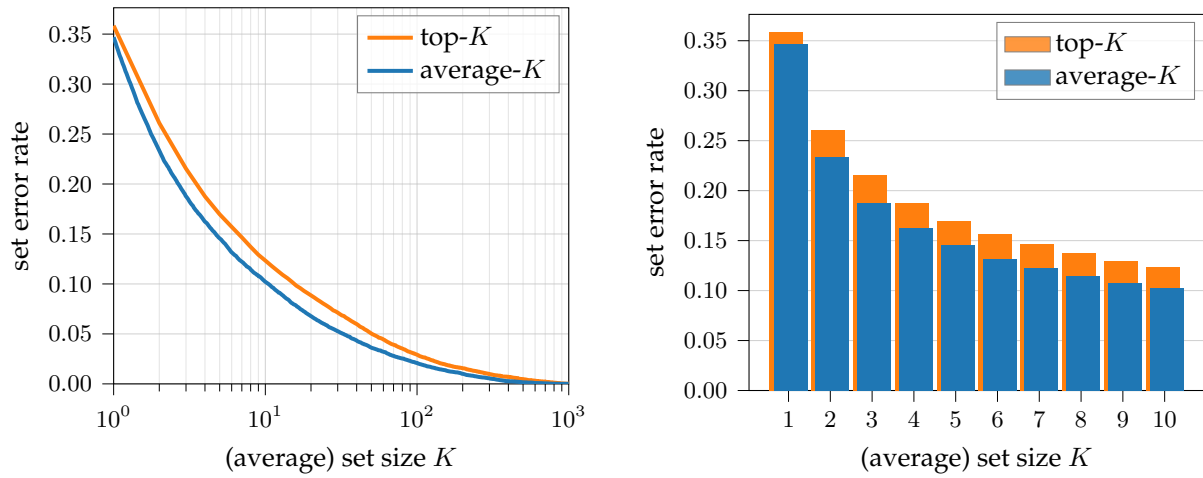 0.35
0.30
0.25
0.20
0.15
0.10
0.05
0.00
set error rate
top-K
average-K
10^0
10^1
10^2
10^3
(average) set size K
0.35
0.30
0.25
0.20
0.15
0.10
0.05
0.00
set error rate
top-K
average-K
1 2 3 4 5 6 7 8 9 10
(average) set size K